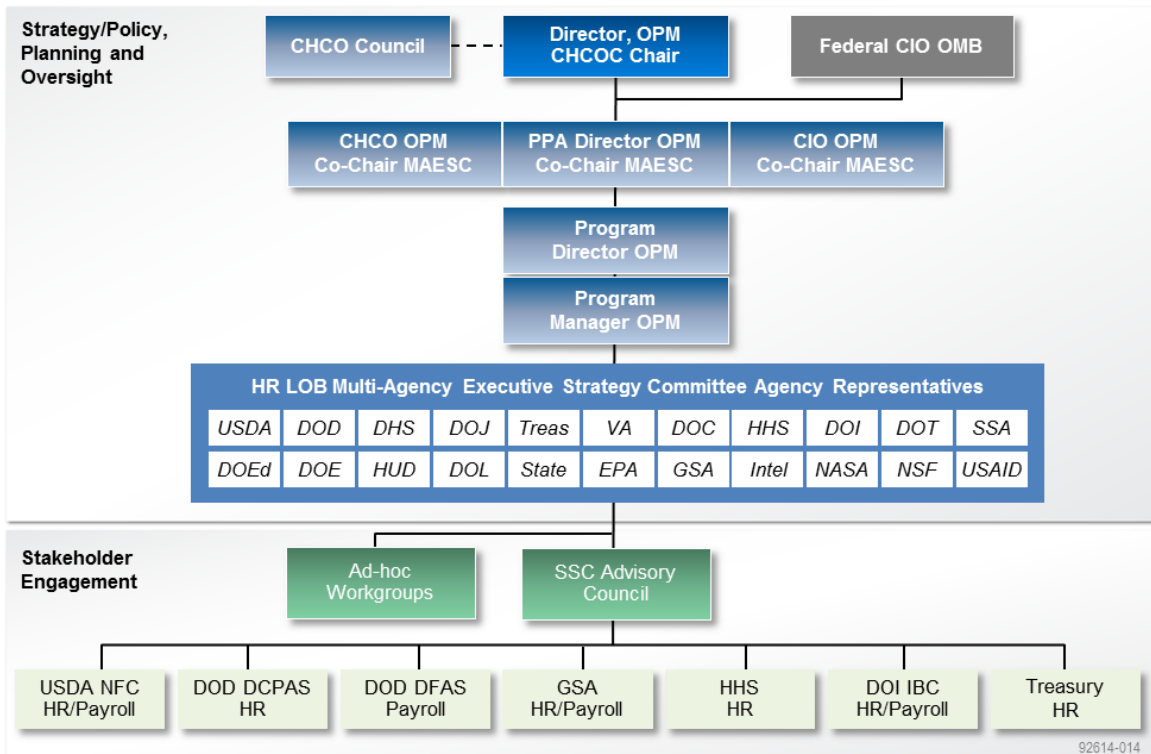 Strategy/Policy,
Planning and
Oversight
CHCO Council
Director, OPM
CHCOC Chair
Federal CIO OMB
CHCO OPM
Co-Chair MAESC
PPA Director OPM
Co-Chair MAESC
CIO OPM
Co-Chair MAESC
Program
Director OPM
Program
Manager OPM
HR LOB Multi-Agency Executive Strategy Committee Agency Representatives
USDA DOD DHS DOJ Treas VA DOC HHS DOI DOT SSA
DOEd DOE HUD DOL State EPA GSA Intel NASA NSF USAID
Stakeholder
Engagement
Ad-hoc
Workgroups
SSC Advisory
Council
USDA NFC
HR/Payroll
DOD DCPAS
HR
DOD DFAS
Payroll
GSA
HR/Payroll
HHS
HR
DOI IBC
HR/Payroll
Treasury
HR
92614-014